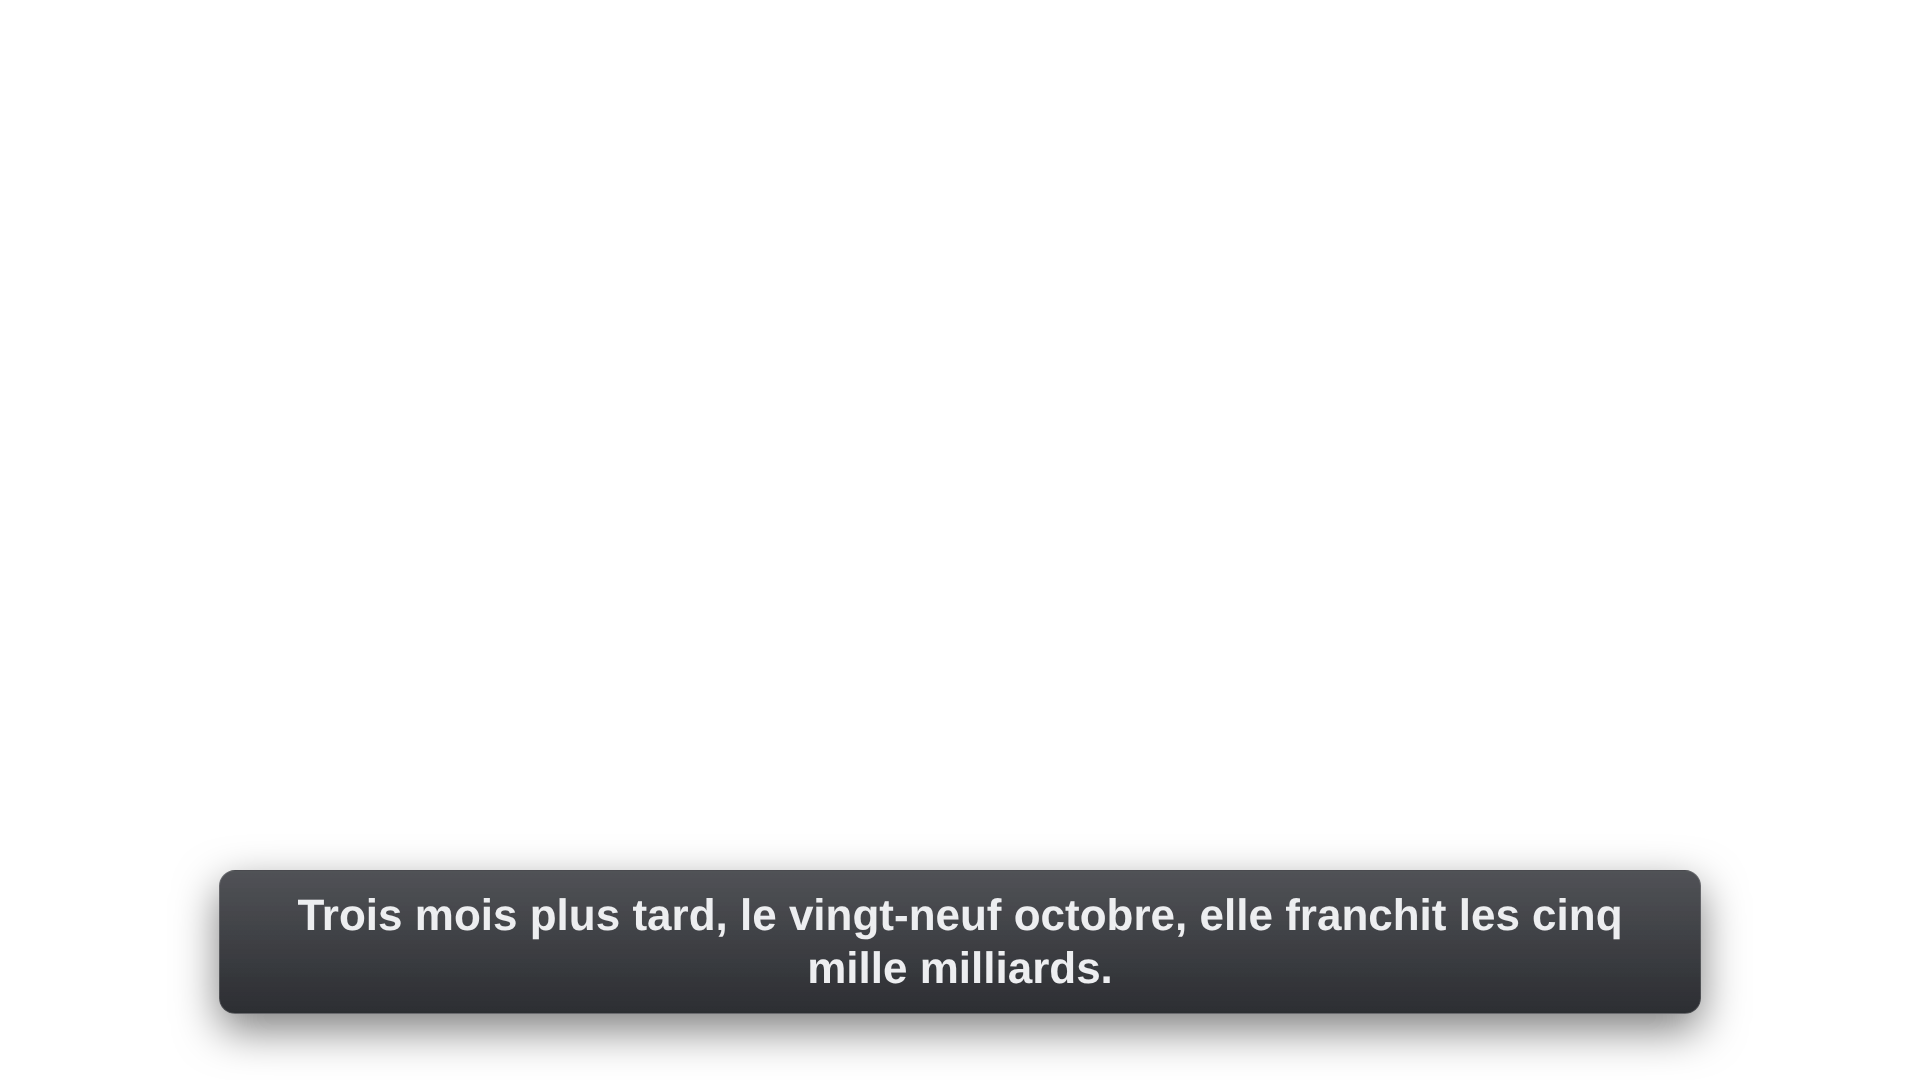 Trois mois plus tard, le vingt-neuf octobre, elle franchit les cinq
mille milliards.